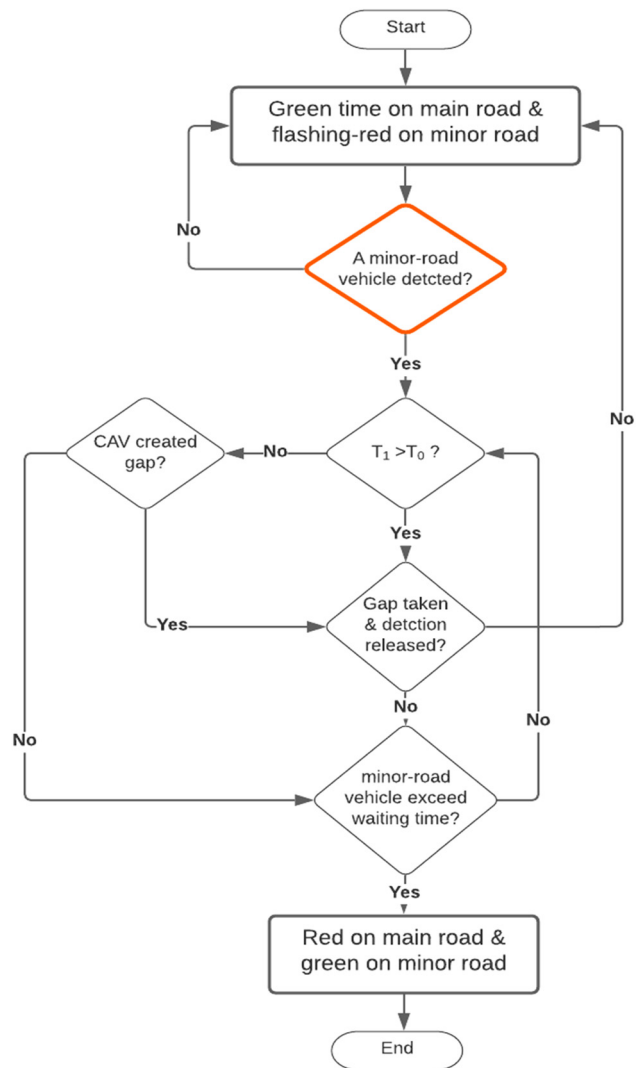 Start
Green time on main road &
flashing-red on minor road
No
A minor-road
vehicle detcted?
Yes
No
CAV created
gap?
No
T₁ >T₀ ?
Yes
Gap taken
& detction
released?
Yes
No
No
No
minor-road
vehicle exceed
waiting time?
Yes
Red on main road &
green on minor road
End